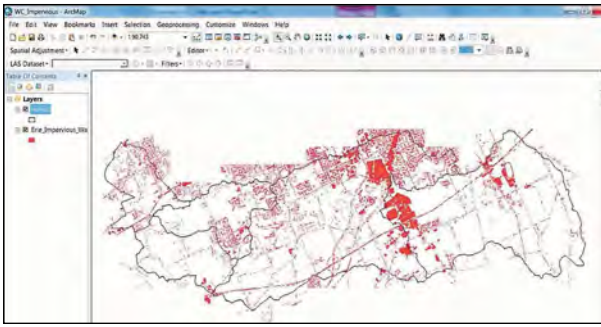 WC_Impervious - ArcMap
File Edit View Bookmarks Insert Selection Geoprocessing Customize Windows Help
Spatial Adjustment Editor
LAS Dataset Filters
Table Of Contents
Layers
Erie_Impervious_Wa